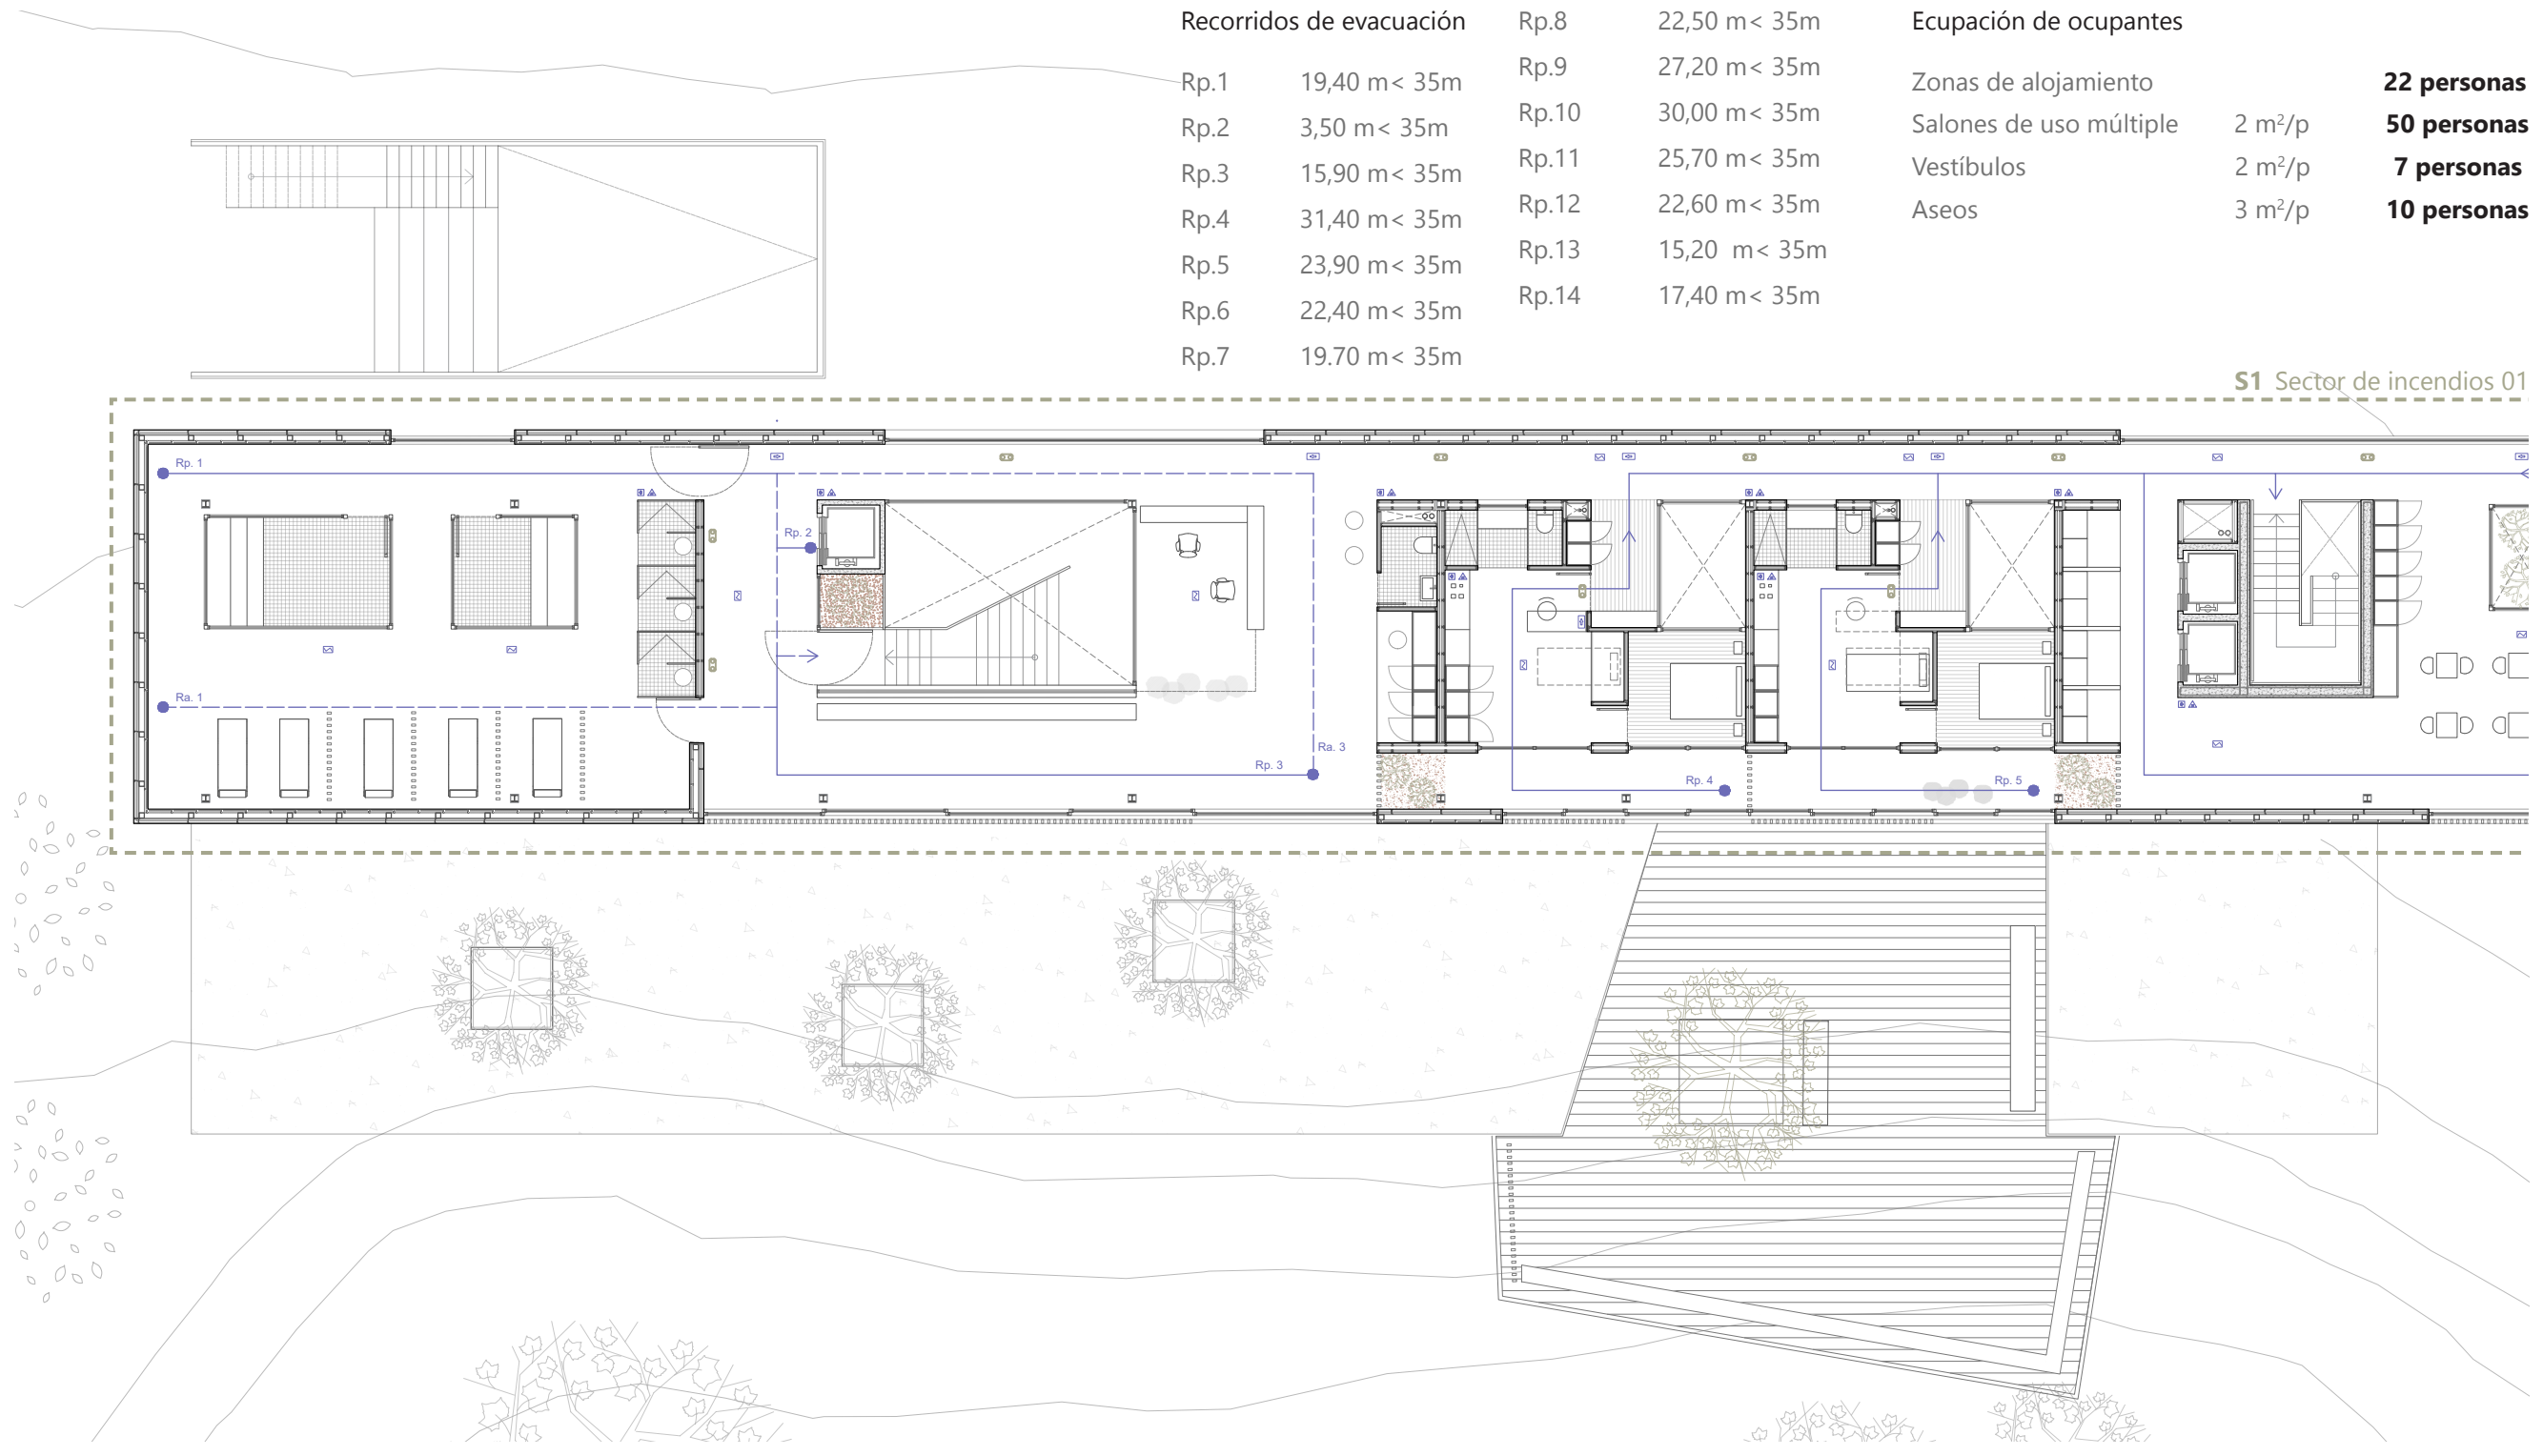 Recorridos de evacuación
Rp.1 19,40 m< 35m
Rp.2 3,50 m< 35m
Rp.3 15,90 m< 35m
Rp.4 31,40 m< 35m
Rp.5 23,90 m< 35m
Rp.6 22,40 m< 35m
Rp.7 19.70 m< 35m
Rp.8 22,50 m< 35m
Rp.9 27,20 m< 35m
Rp.10 30,00 m< 35m
Rp.11 25,70 m< 35m
Rp.12 22,60 m< 35m
Rp.13 15,20 m< 35m
Rp.14 17,40 m< 35m
Ecupación de ocupantes
Zonas de alojamiento 22 personas
Salones de uso múltiple 2 m²/p 50 personas
Vestíbulos 2 m²/p 7 personas
Aseos 3 m²/p 10 personas
S1 Sector de incendios 01
Rp. 1
Rp. 2
Ra. 1
Ra. 3
Rp. 3
Rp. 4
Rp. 5